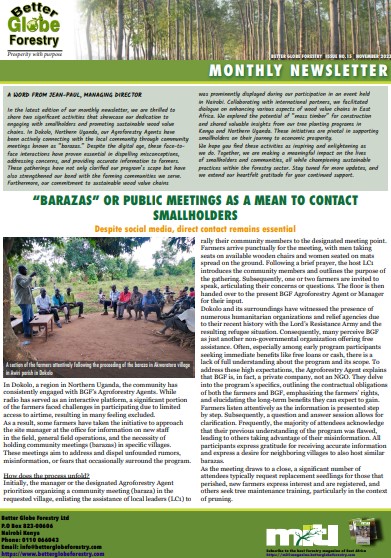 Better
Globe
Forestry
Prosperity with purpose
BETTER GLOBE FORESTRY ISSUE NO.15 NOVEMBER
MONTHLY NEWSLETTER
A WORD FROM JEAN-PAUL, MANAGING DIRECTOR
In the latest edition of our monthly newsletter, we are thrilled to
share two significant activities that showcase our dedication to
engaging with smallholders and promoting sustainable wood value
chains. In Dokolo, Northern Uganda, our Agroforestry Agents have
been actively connecting with the local community through community
meetings known as "barazas." Despite the digital age, these face-to-
face interactions have proven essential in dispelling misconceptions,
addressing concerns, and providing accurate information to farmers.
These gatherings have not only clarified our program's scope but have
also strengthened our bond with the farming communities we serve.
Furthermore, our commitment to sustainable wood value chains
was prominently displayed during our participation in an event held
in Nairobi. Collaborating with international partners, we facilitated
dialogue on enhancing various aspects of wood value chains in East
Africa. We explored the potential of "mass timber" for construction
and shared valuable insights from our tree planting programs in
Kenya and Northern Uganda. These initiatives are pivotal in supporting
smallholders on their journey to economic prosperity.
We hope you find these activities as inspiring and enlightening as
we do. Together, we are making a meaningful impact on the lives
of smallholders and communities, all while championing sustainable
practices within the forestry sector. Stay tuned for more updates, and
we extend our heartfelt gratitude for your continued support.
"BARAZAS" OR PUBLIC MEETINGS AS A MEAN TO CONTACT
SMALLHOLDERS
Despite social media, direct contact remains essential
A section of the farmers attentively following the proceeding of the baraza in Akwenatara village
in Awiri parish in Dokolo
In Dokolo, a region in Northern Uganda, the community has
consistently engaged with BGF's Agroforestry Agents. While
radio has served as an interactive platform, a significant portion
of the farmers faced challenges in participating due to limited
access to airtime, resulting in many feeling excluded.
As a result, some farmers have taken the initiative to approach
the site manager at the office for information on new staff
in the field, general field operations, and the necessity of
holding community meetings (barazas) in specific villages.
These meetings aim to address and dispel unfounded rumors,
misinformation, or fears that occasionally surround the program.
How does the process unfold?
Initially, the manager or the designated Agroforestry Agent
prioritizes organizing a community meeting (baraza) in the
requested village, enlisting the assistance of local leaders (LC1) to
rally their community to the designated meeting point.
Farmers arrive punctually for the meeting, with men taking
seats on available wooden chairs and women seated on mats
spread on the ground. Following a brief prayer, the host LC1
introduces the community members and outlines the purpose of
the gathering. Subsequently, one or two farmers are invited to
speak, articulating their concerns or questions. The floor is then
handed over to the present BGF Agroforestry Agent or Manager
for their input.
Dokolo and its surroundings have witnessed the presence of
numerous humanitarian organizations and relief agencies due
to their recent history with the Lord's Resistance Army and the
resulting refugee situation. Consequently, many perceive BGF
as just another non-governmental organization offering free
assistance. Often, especially among early program participants
seeking immediate benefits like free loans or cash, there is a
lack of full understanding about the program and its scope. To
address these high expectations, the Agroforestry Agent explains
that BGF is, in fact, a private company, not an NGO. They delve
into the program's specifics, outlining the contractual obligations
of both the farmers and BGF, emphasizing the farmers' rights,
and elucidating the long-term benefits they can expect to gain.
Farmers listen attentively as the information is presented step
by step. Subsequently, a question and answer session allows for
clarification. Frequently, the majority of attendees acknowledge
that their previous understanding of the program was flawed,
leading to others taking advantage of their misinformation. All
participants express gratitude for receiving accurate information
and express a desire for neighboring villages to also host similar
barazas.
As the meeting draws to a close, a significant number of
attendees typically request replacement seedlings for those that
perished, new farmers express interest and are registered, and
others seek tree maintenance training, particularly in the context
of pruning.
Better Globe Forestry Ltd
P.O Box 823-00606
Nairobi Kenya
Phone: 0110 066043
Email: info@betterglobeforestry.com
https://www.betterglobeforestry.com
Subscribe to the best forestry magazine of East Africa